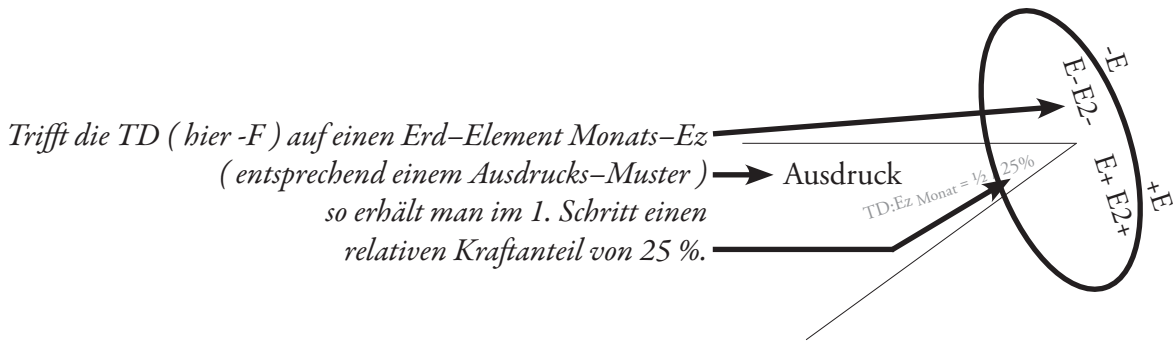 Trifft die TD ( hier -F ) auf einen Erd–Element Monats–Ez
( entsprechend einem Ausdrucks–Muster )
so erhält man im 1. Schritt einen
relativen Kraftanteil von 25 %.
Ausdruck
TD:Ez Monat = ½ 25%
-E
E-E2-
E+E2+
+E